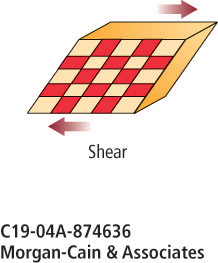 Shear
C19-04A-874636
Morgan-Cain & Associates